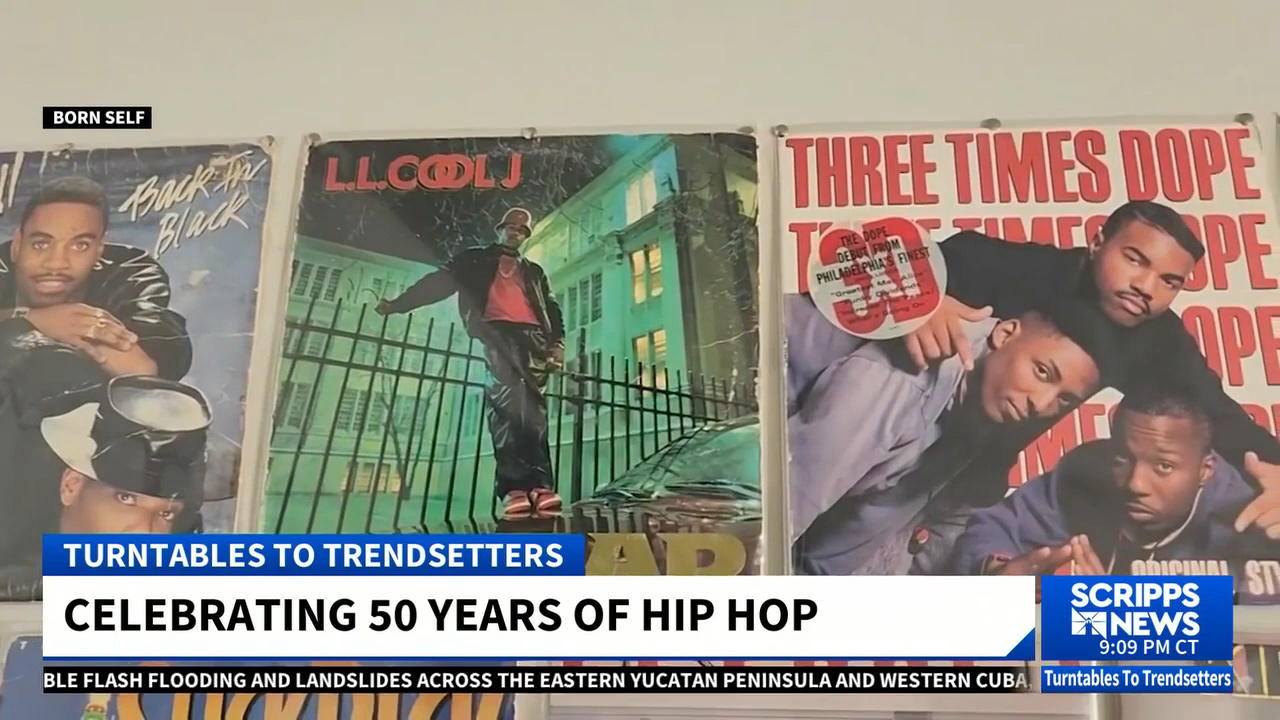 BORN SELF
Back In
Black
L.L.COOL J
THREE TIMES DOPE
THE DOPE
DEBUT FROM
PHILADELPHIA'S FINEST
ORIGINAL
TURNTABLES TO TRENDSETTERS
CELEBRATING 50 YEARS OF HIP HOP
SCRIPPS
NEWS
9:09 PM CT
BLE FLASH FLOODING AND LANDSLIDES ACROSS THE EASTERN YUCATAN PENINSULA AND WESTERN CUBA,
Turntables To Trendsetters